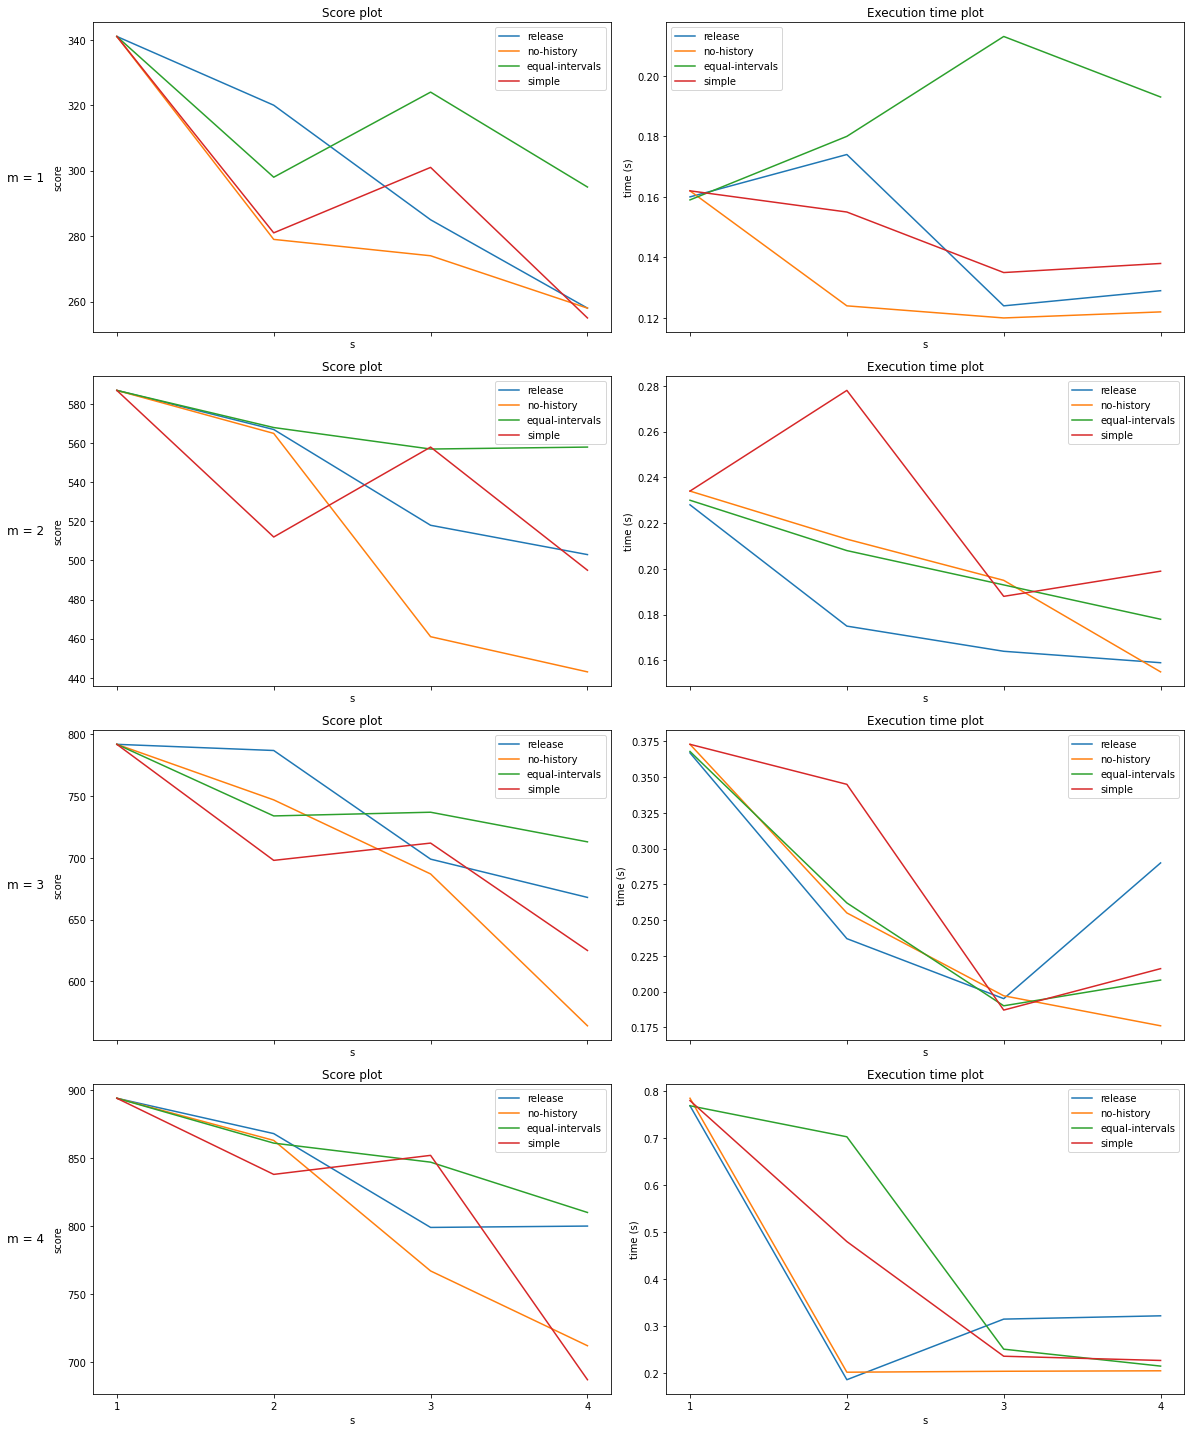 Score plot
340
320
300
280
260
score
s
m = 1
release
no-history
equal-intervals
simple
Execution time plot
0.20
0.18
0.16
0.14
0.12
time (s)
s
release
no-history
equal-intervals
simple
Score plot
580
560
540
520
500
480
460
440
score
s
m = 2
release
no-history
equal-intervals
simple
Execution time plot
0.28
0.26
0.24
0.22
0.20
0.18
0.16
time (s)
s
release
no-history
equal-intervals
simple
Score plot
800
750
700
650
600
score
s
m = 3
release
no-history
equal-intervals
simple
Execution time plot
0.375
0.350
0.325
0.300
0.275
0.250
0.225
0.200
0.175
time (s)
s
release
no-history
equal-intervals
simple
Score plot
900
850
800
750
700
score
1 2 3 4
s
m = 4
release
no-history
equal-intervals
simple
Execution time plot
0.8
0.7
0.6
0.5
0.4
0.3
0.2
time (s)
1 2 3 4
s
release
no-history
equal-intervals
simple